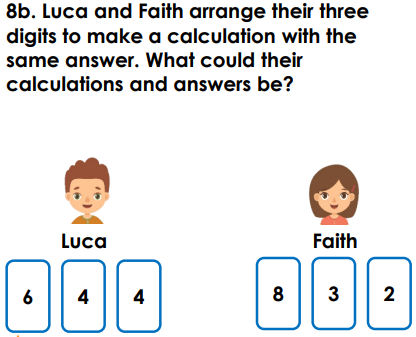 8b. Luca and Faith arrange their three
digits to make a calculation with the
same answer. What could their
calculations and answers be?
Luca
Faith
6 4 4
8 3 2